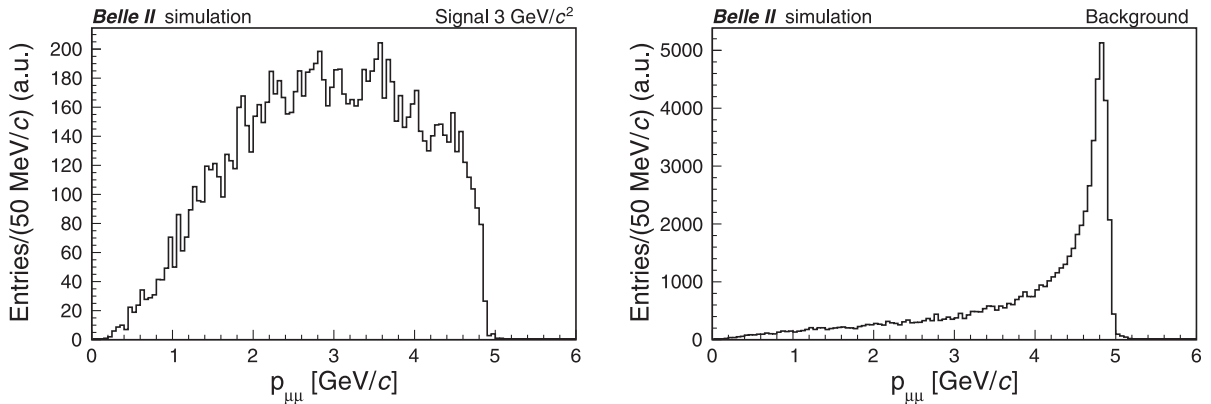 Belle II simulation Signal 3 GeV/c²
Entries/(50 MeV/c) (a.u.)
200
180
160
140
120
100
80
60
40
20
0
0 1 2 3 4 5 6
p_μμ [GeV/c]
Belle II simulation Background
Entries/(50 MeV/c) (a.u.)
5000
4000
3000
2000
1000
0
0 1 2 3 4 5 6
p_μμ [GeV/c]